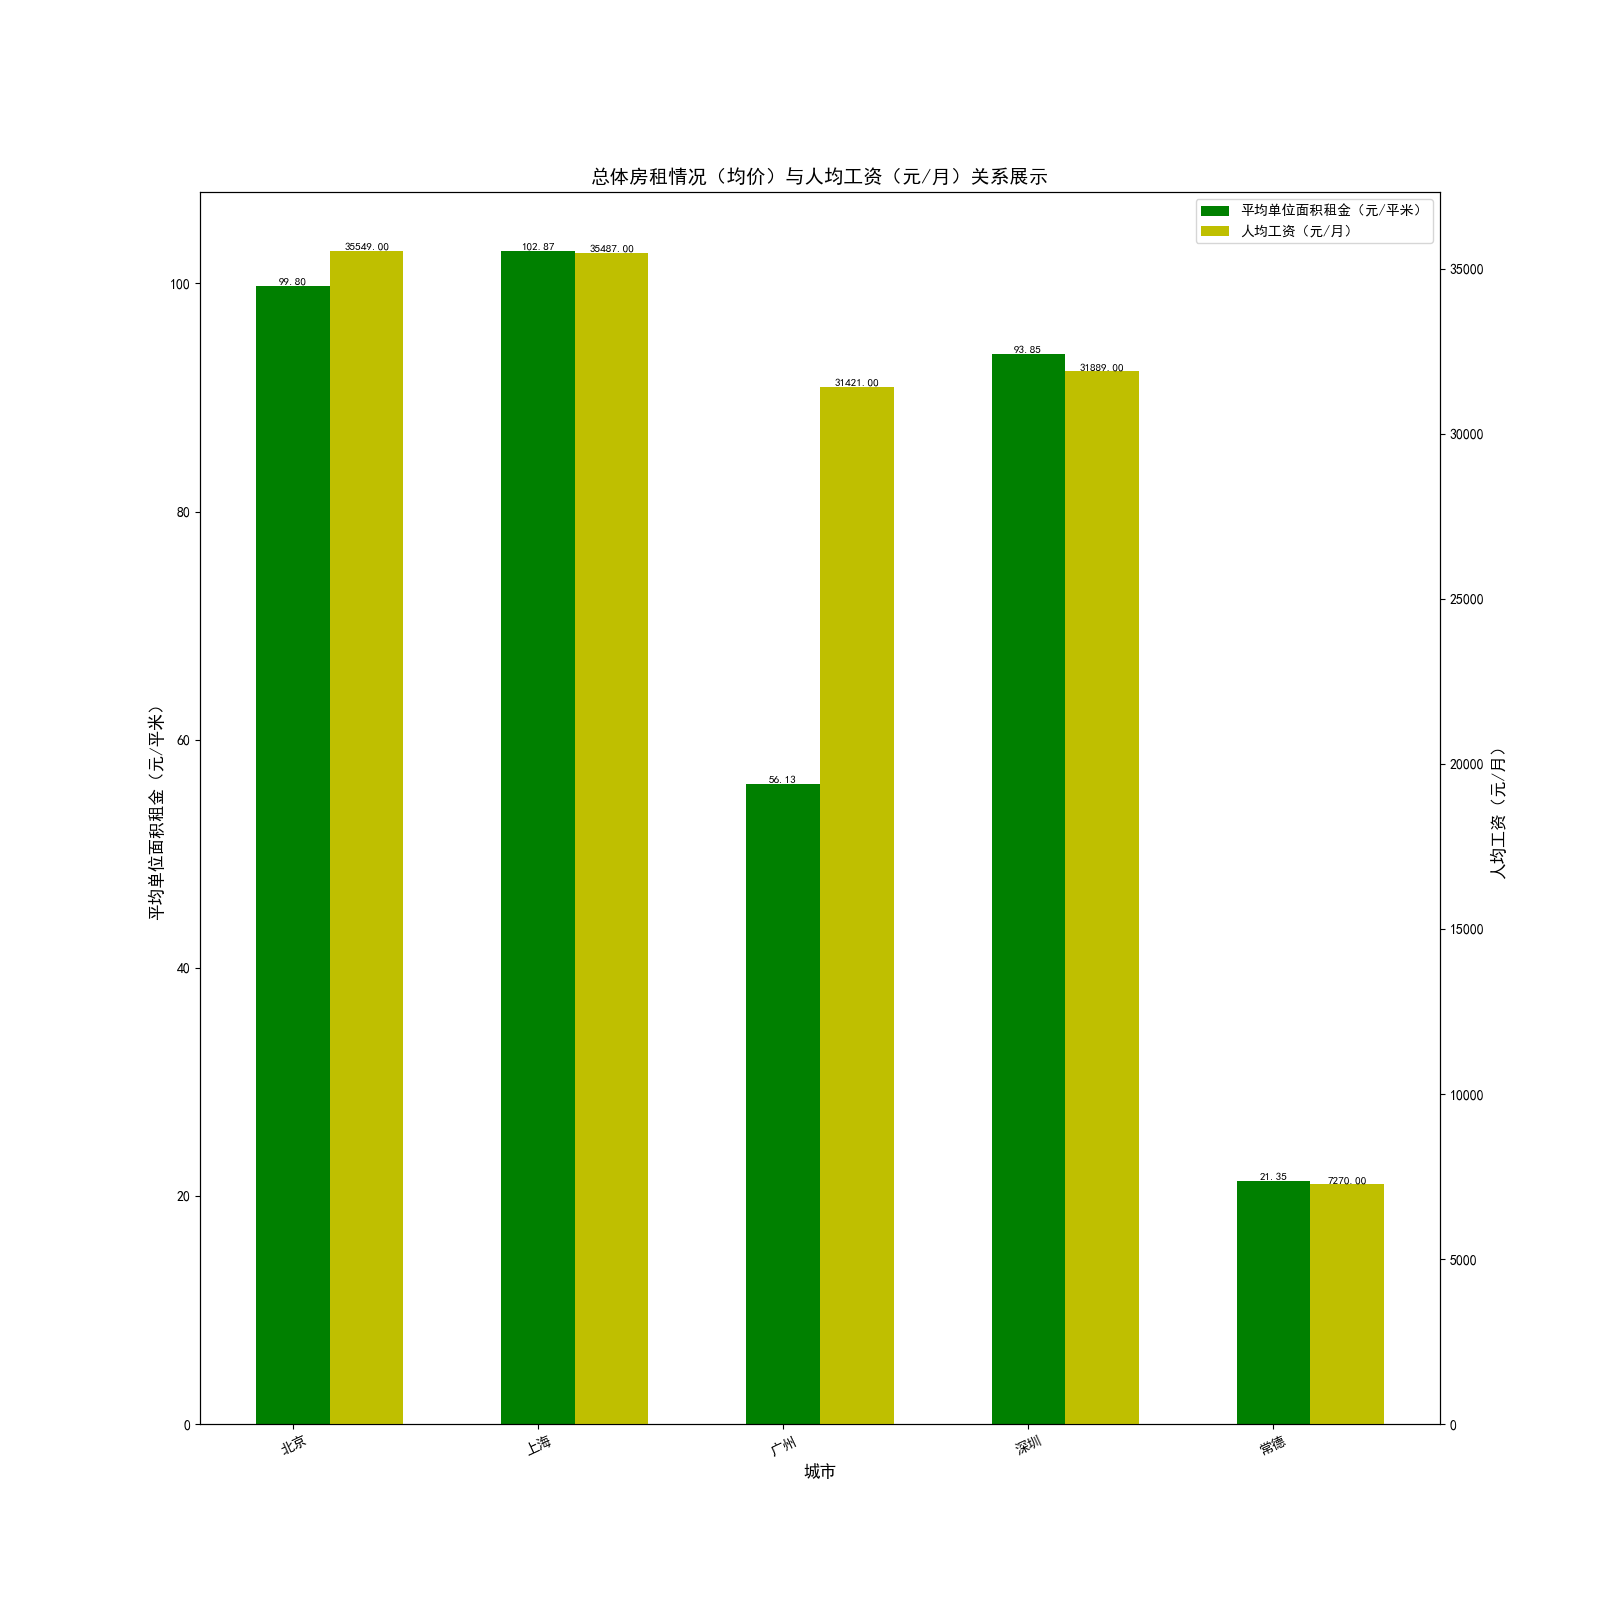 总体房租情况（均价）与人均工资（元/月）关系展示
平均单位面积租金（元/平米）
人均工资（元/月）
35549.00
102.87
35487.00
99.80
93.85
31889.00
31421.00
56.13
21.35
7270.00
平均单位面积租金（元/平米）
100
80
60
40
20
0
人均工资（元/月）
35000
30000
25000
20000
15000
10000
5000
0
北京
上海
广州
深圳
常德
城市